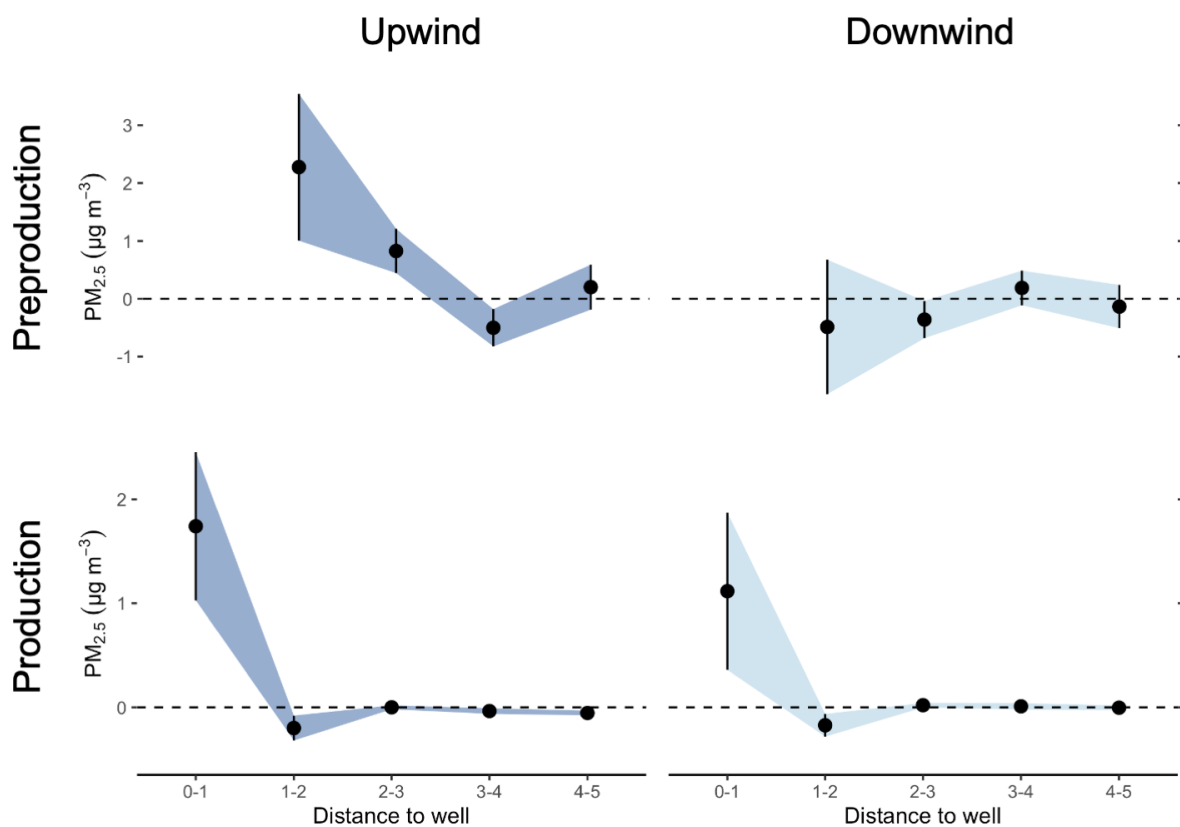 Upwind Downwind
Preproduction
PM2.5 (µg m−3)
3
2
1
0
-1
Production
PM2.5 (µg m−3)
2
1
0
0-1 1-2 2-3 3-4 4-5 0-1 1-2 2-3 3-4 4-5
Distance to well Distance to well